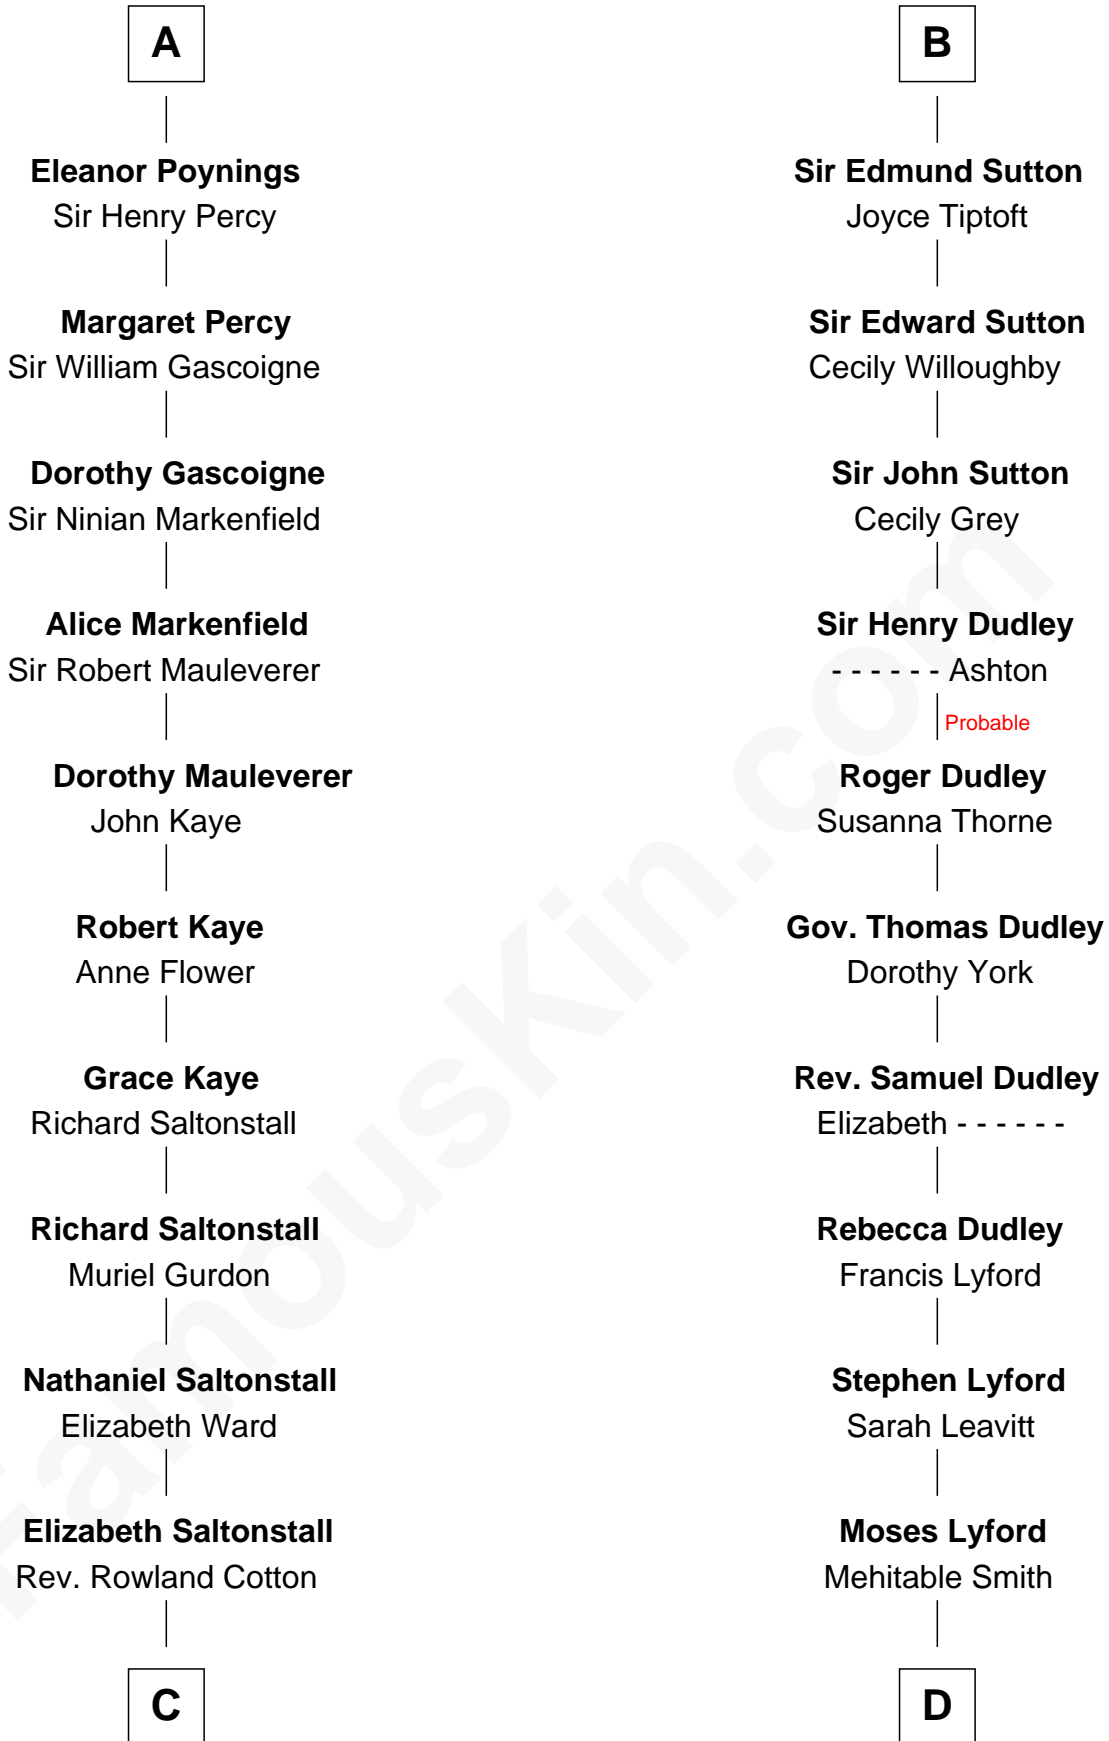 A
Eleanor Poynings
Sir Henry Percy
Margaret Percy
Sir William Gascoigne
Dorothy Gascoigne
Sir Ninian Markenfield
Alice Markenfield
Sir Robert Mauleverer
Dorothy Mauleverer
John Kaye
Robert Kaye
Anne Flower
Grace Kaye
Richard Saltonstall
Richard Saltonstall
Muriel Gurdon
Nathaniel Saltonstall
Elizabeth Ward
Elizabeth Saltonstall
Rev. Rowland Cotton
C
B
Sir Edmund Sutton
Joyce Tiptoft
Sir Edward Sutton
Cecily Willoughby
Sir John Sutton
Cecily Grey
Sir Henry Dudley
- - - - - - Ashton
Probable
Roger Dudley
Susanna Thorne
Gov. Thomas Dudley
Dorothy York
Rev. Samuel Dudley
Elizabeth - - - - - -
Rebecca Dudley
Francis Lyford
Stephen Lyford
Sarah Leavitt
Moses Lyford
Mehitable Smith
D
FamousKin.com